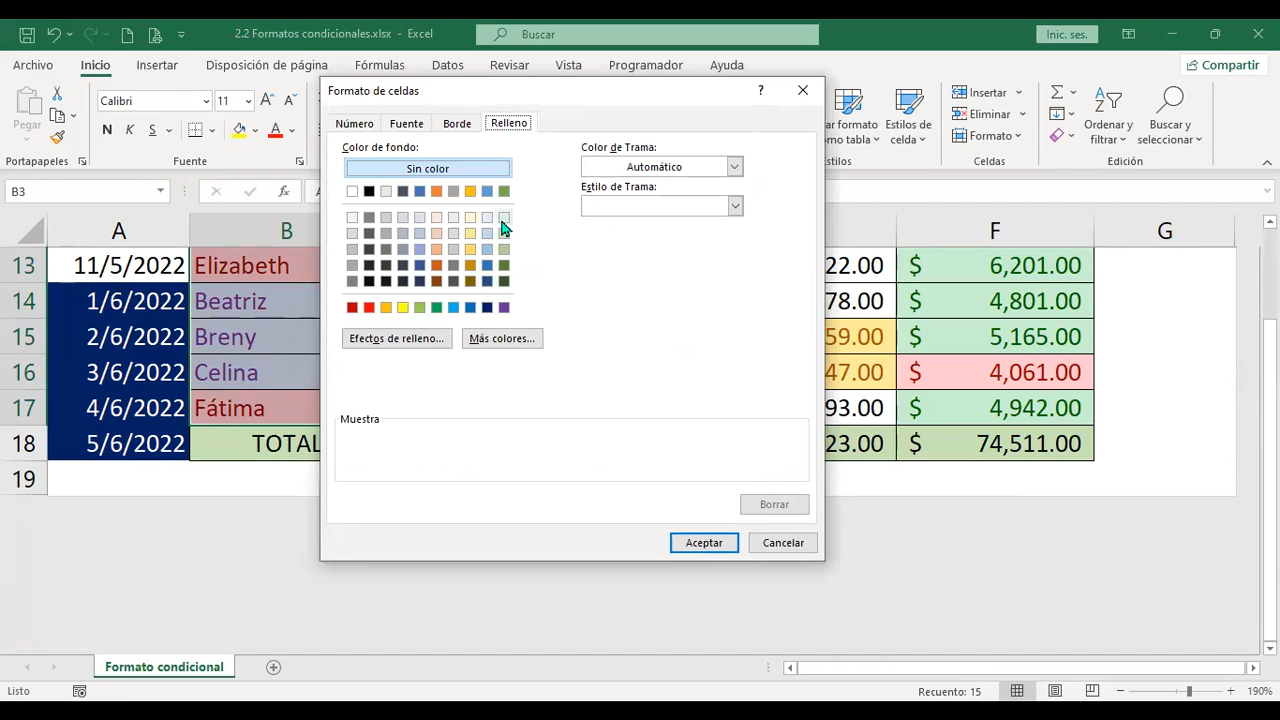 2.2 Formatos condicionales.xlsx - Excel
Buscar
Inic. ses.
Archivo Inicio Insertar Disposición de página Fórmulas Datos Revisar Vista Programador Ayuda
Compartir
Formato de celdas
?
Pegar
Calibri 11
N K S
Insertar
Eliminar
Formato
ar formato
como tabla
Estilos de
celda
Ordenar y
filtrar
Buscar y
seleccionar
Portapapeles Fuente
ilos Celdas Edición
Número Fuente Borde Relleno
Color de fondo:
Sin color
Color de Trama:
Automático
Estilo de Trama:
Efectos de relleno... Más colores...
Muestra
Borrar
Aceptar Cancelar
B3
fx
A B F G
13 11/5/2022 Elizabeth 22.00 $ 6,201.00
14 1/6/2022 Beatriz 78.00 $ 4,801.00
15 2/6/2022 Breny 59.00 $ 5,165.00
16 3/6/2022 Celina 47.00 $ 4,061.00
17 4/6/2022 Fátima 93.00 $ 4,942.00
18 5/6/2022 TOTAL 23.00 $ 74,511.00
19
Formato condicional
Listo
Recuento: 15
190%